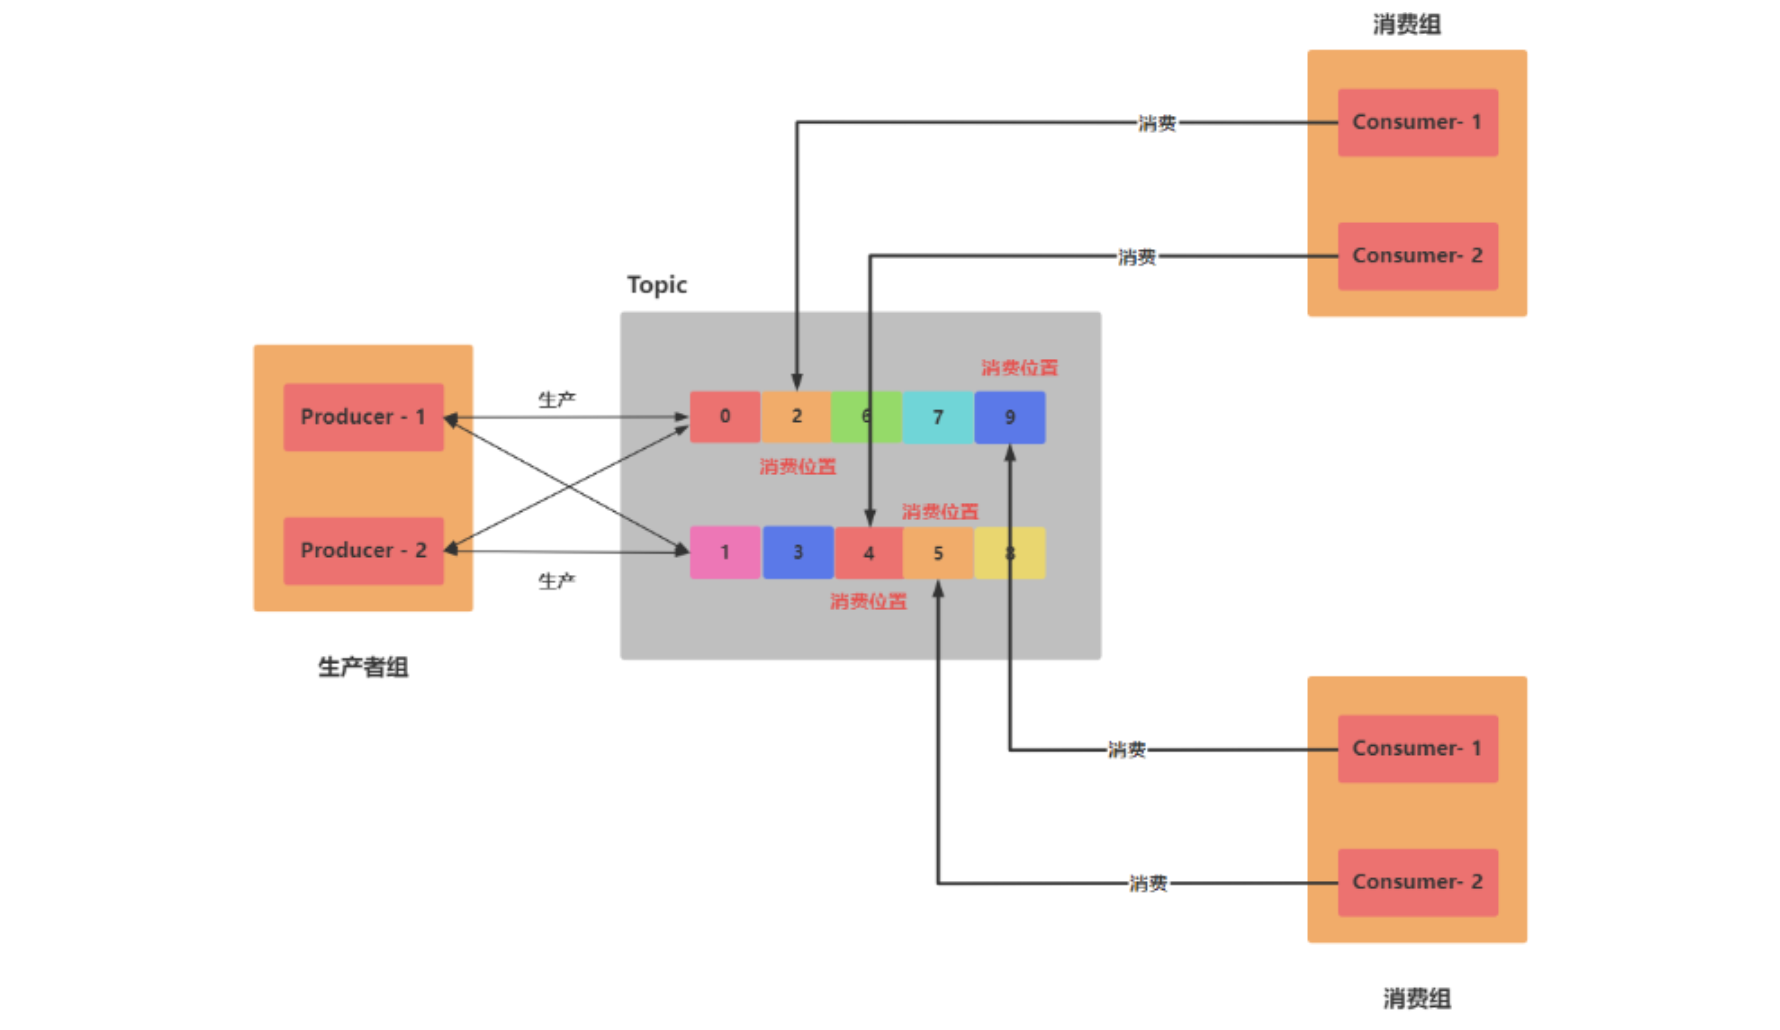 消费组
Consumer- 1
消费
Consumer- 2
消费
Topic
Producer - 1
Producer - 2
生产
生产
生产者组
消费位置
0 2 6 7 9
消费位置
消费位置
1 3 4 5 8
消费位置
Consumer- 1
消费
Consumer- 2
消费
消费组